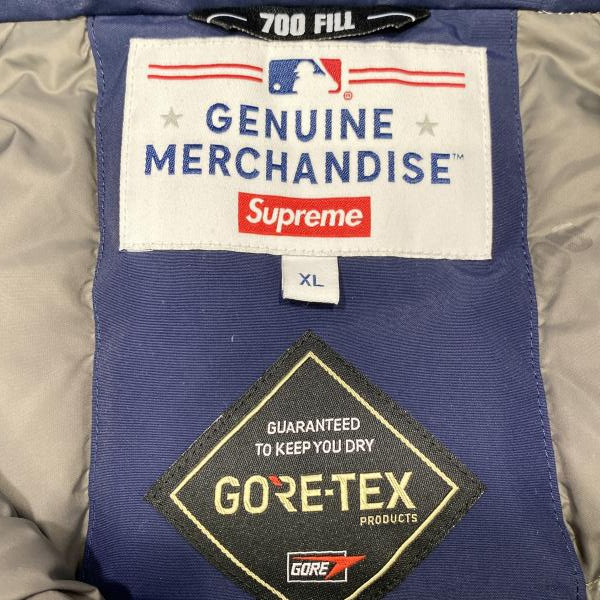 700 FILL
GENUINE
MERCHANDISE™
Supreme
XL
GUARANTEED
TO KEEP YOU DRY
GORE-TEX
PRODUCTS
GORE